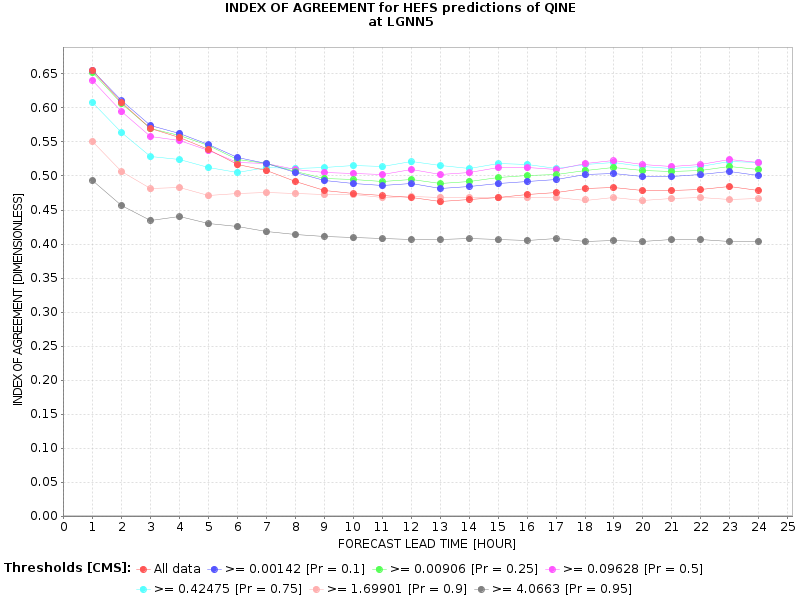 INDEX OF AGREEMENT for HEFS predictions of QINE
at LGNN5
INDEX OF AGREEMENT [DIMENSIONLESS]
0.65
0.60
0.55
0.50
0.45
0.40
0.35
0.30
0.25
0.20
0.15
0.10
0.05
0.00
0 1 2 3 4 5 6 7 8 9 10 11 12 13 14 15 16 17 18 19 20 21 22 23 24 25
FORECAST LEAD TIME [HOUR]
Thresholds [CMS]: All data >= 0.00142 [Pr = 0.1] >= 0.00906 [Pr = 0.25] >= 0.09628 [Pr = 0.5]
>= 0.42475 [Pr = 0.75] >= 1.69901 [Pr = 0.9] >= 4.0663 [Pr = 0.95]